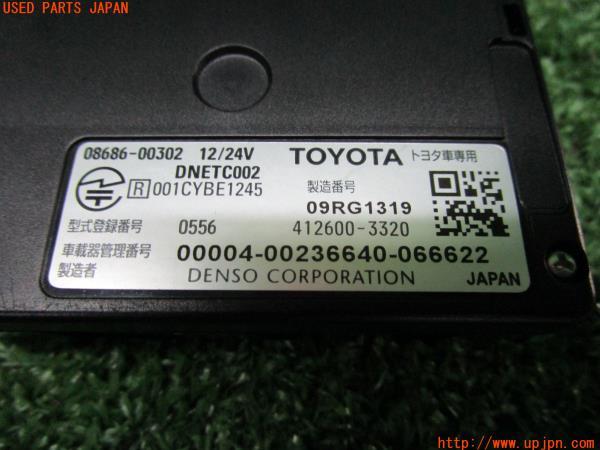 USED PARTS JAPAN
08686-00302 12/24V TOYOTA トヨタ車専用
DNETC002
R 001CYBE1245 製造番号
09RG1319
型式登録番号 0556 412600-3320
車載器管理番号 00004-00236640-066622
製造者 DENSO CORPORATION JAPAN
http://www.upjpn.com/